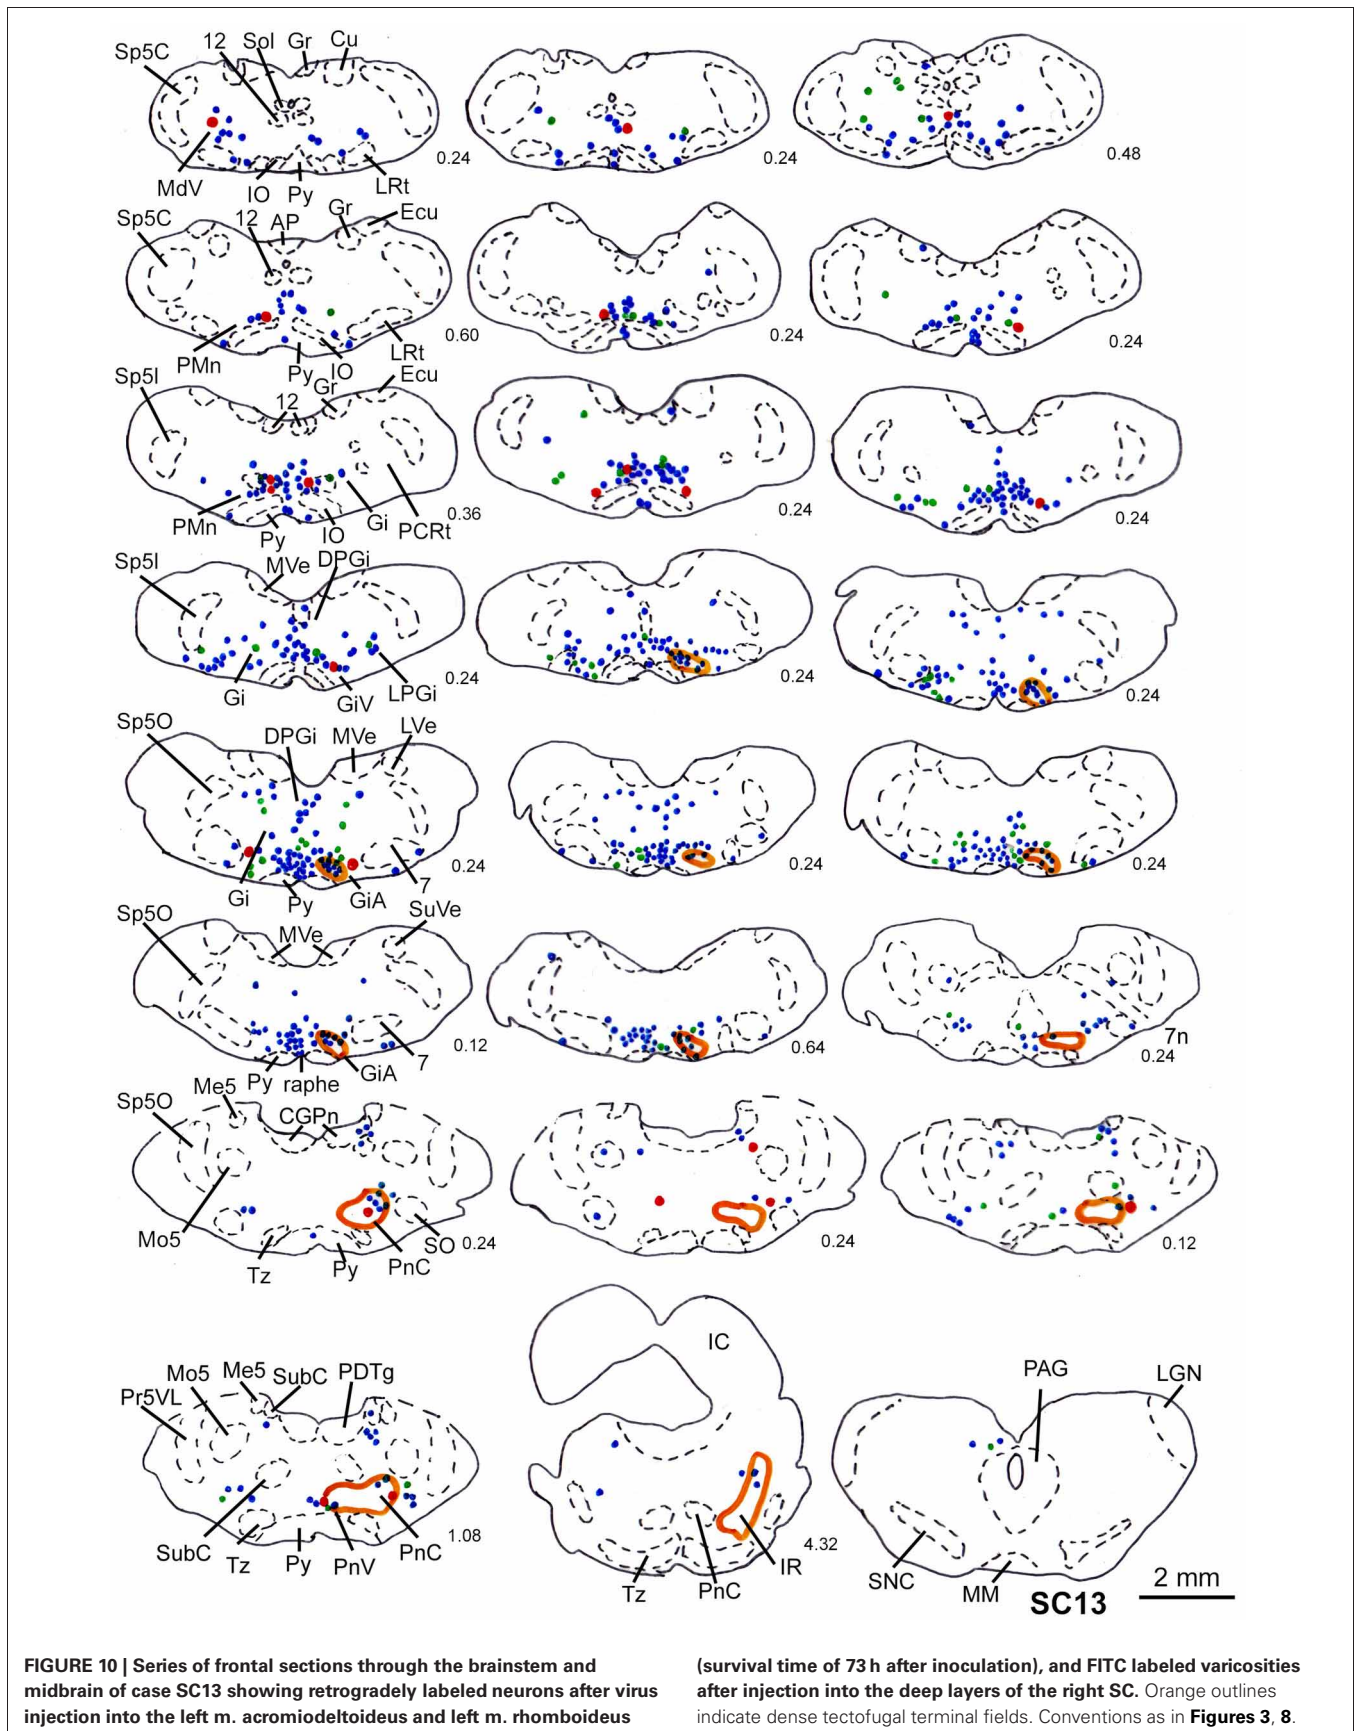 Sp5C 12 Sol Gr Cu
MdV IO Py LRt 0.24 0.24 0.48
Sp5C 12 AP Gr Ecu
PMn Py IO LRt 0.60 0.24 0.24
Sp5I 12 Gr Ecu
PMn Py IO Gi PCRt 0.36 0.24 0.24
Sp5I MVe DPGi
Gi GiV LPGi 0.24 0.24 0.24
Sp5O DPGi MVe LVe
Gi Py GiA 7 0.24 0.24 0.24
Sp5O MVe SuVe
Py raphe GiA 7 0.12 0.64 7n 0.24
Sp5O Me5 CGPn
Mo5 Tz Py PnC SO 0.24 0.24 0.12
Pr5VL Mo5 Me5 SubC PDTg IC PAG LGN
SubC Tz Py PnV PnC 1.08 Tz PnC IR 4.32 SNC MM
SC13 2 mm
FIGURE 10 | Series of frontal sections through the brainstem and
midbrain of case SC13 showing retrogradely labeled neurons after virus
injection into the left m. acromiodeltoideus and left m. rhomboideus
(survival time of 73 h after inoculation), and FITC labeled varicosities
after injection into the deep layers of the right SC. Orange outlines
indicate dense tectofugal terminal fields. Conventions as in Figures 3, 8.